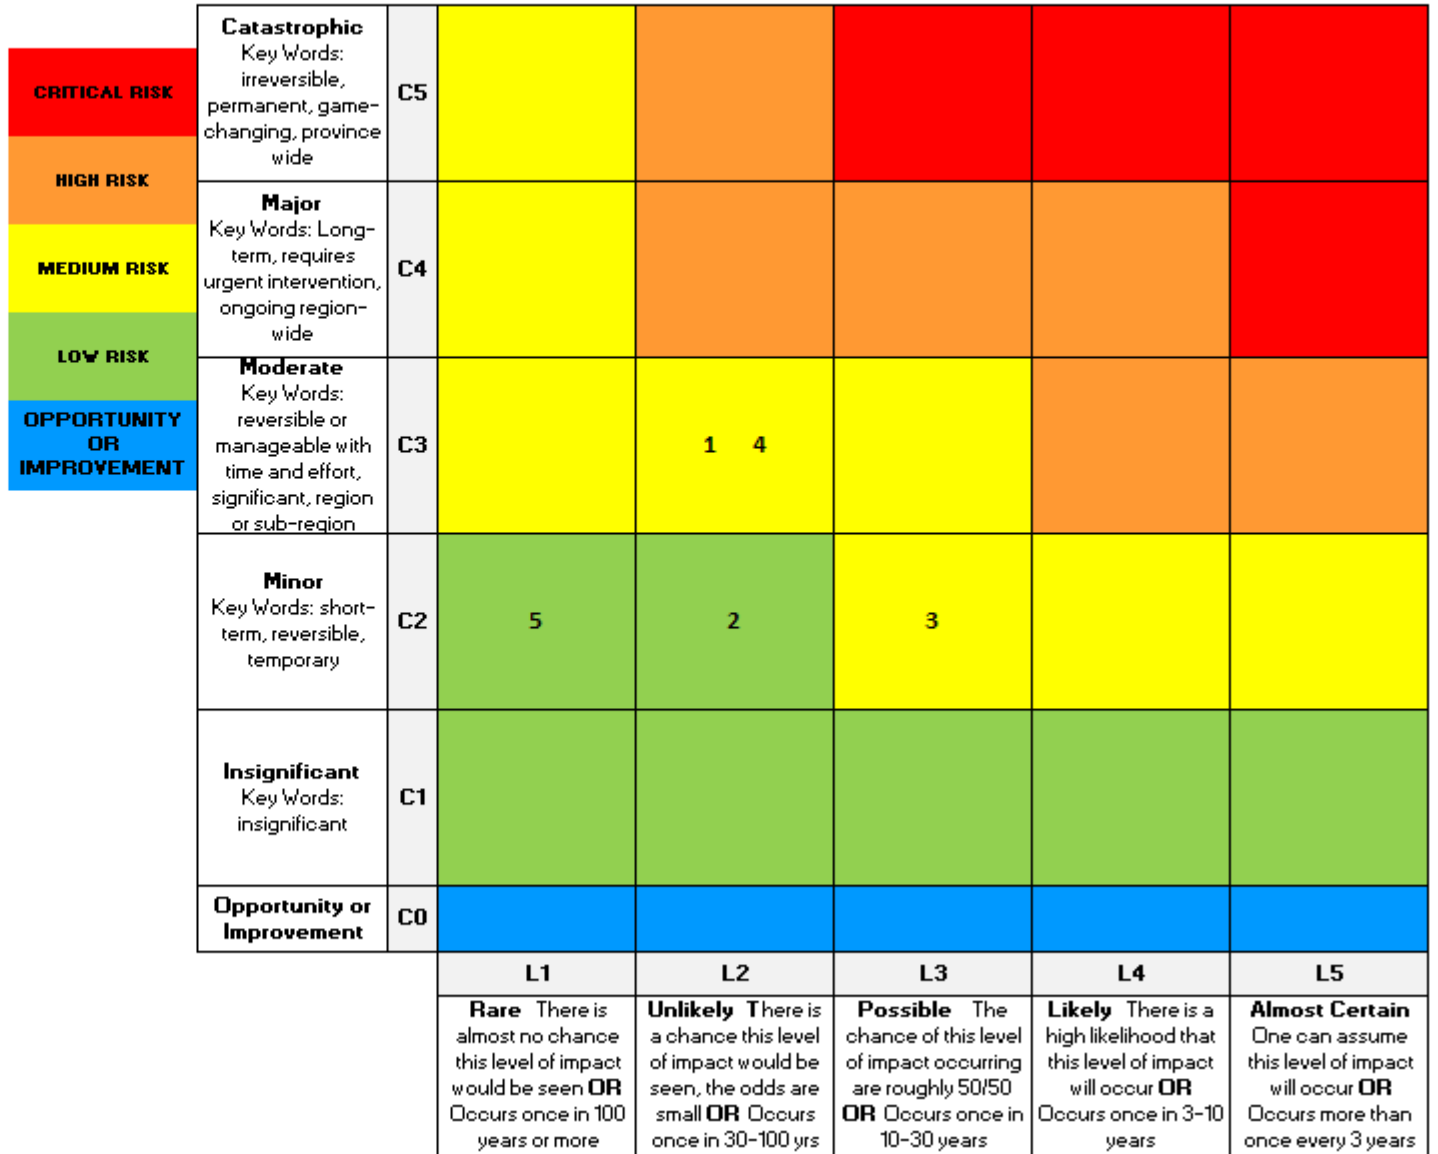 CRITICAL RISK
HIGH RISK
MEDIUM RISK
LOW RISK
OPPORTUNITY
OR
IMPROVEMENT
Catastrophic
Key Words:
irreversible,
permanent, game-
changing, province
wide
C5
Major
Key Words: Long-
term, requires
urgent intervention,
ongoing region-
wide
C4
Moderate
Key Words:
reversible or
manageable with
time and effort,
significant, region
or sub-region
C3
1 4
Minor
Key Words: short-
term, reversible,
temporary
C2
5
2
3
Insignificant
Key Words:
insignificant
C1
Opportunity or
Improvement
C0
L1
L2
L3
L4
L5
Rare There is
almost no chance
this level of impact
would be seen OR
Occurs once in 100
years or more
Unlikely There is
a chance this level
of impact would be
seen, the odds are
small OR Occurs
once in 30-100 yrs
Possible The
chance of this level
of impact occurring
are roughly 50/50
OR Occurs once in
10-30 years
Likely There is a
high likelihood that
this level of impact
will occur OR
Occurs once in 3-10
years
Almost Certain
One can assume
this level of impact
will occur OR
Occurs more than
once every 3 years